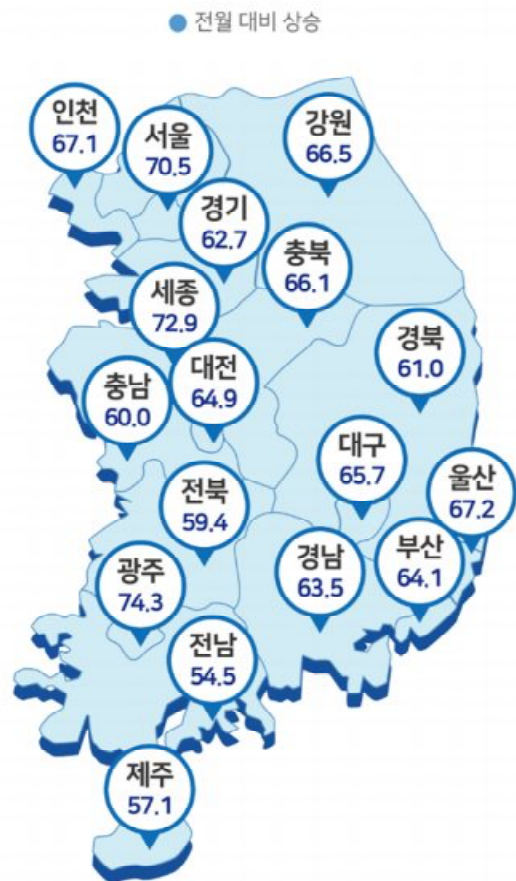 전월 대비 상승
인천
67.1
서울
70.5
강원
66.5
경기
62.7
충북
66.1
세종
72.9
경북
61.0
대전
64.9
충남
60.0
대구
65.7
울산
67.2
전북
59.4
부산
64.1
경남
63.5
광주
74.3
전남
54.5
제주
57.1